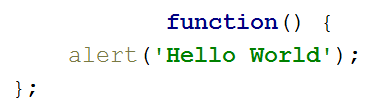 function() {
alert('Hello World');
};